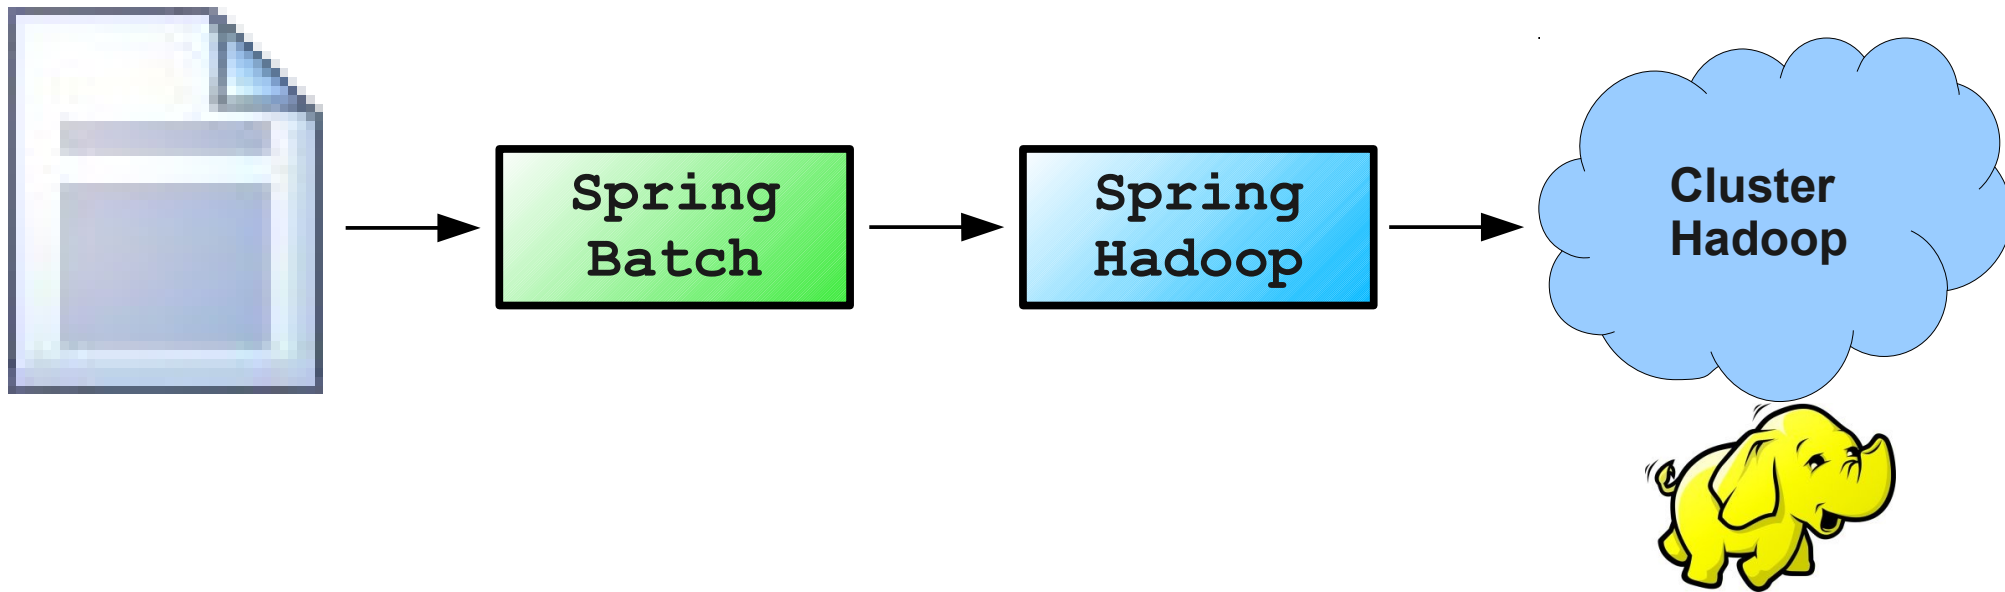 Spring
Batch
Spring
Hadoop
Cluster
Hadoop